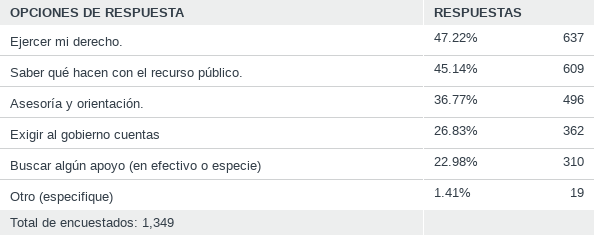 OPCIONES DE RESPUESTA RESPUESTAS
Ejercer mi derecho. 47.22% 637
Saber qué hacen con el recurso público. 45.14% 609
Asesoría y orientación. 36.77% 496
Exigir al gobierno cuentas 26.83% 362
Buscar algún apoyo (en efectivo o especie) 22.98% 310
Otro (especifique) 1.41% 19
Total de encuestados: 1,349